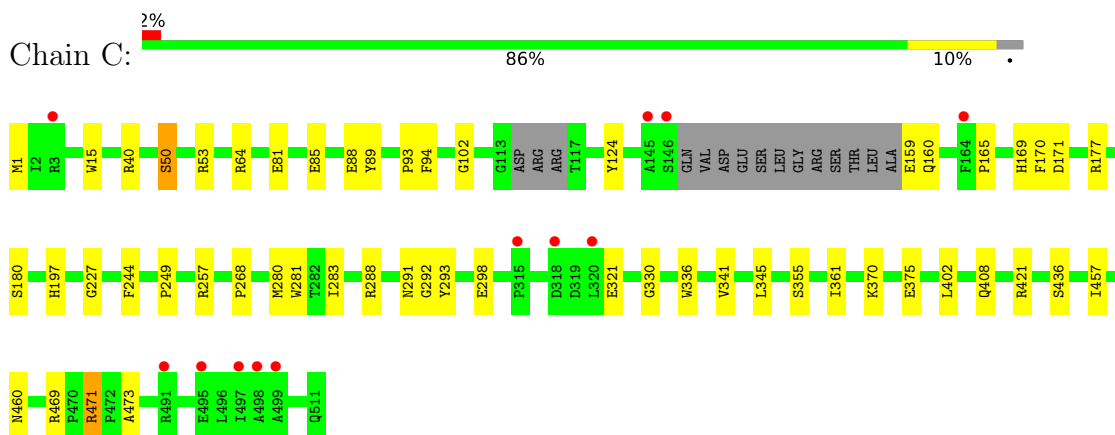 2%
Chain C:
86% 10% •
M1 I2 R3 W15 R40 S50 R53 R64 E81 E85 E88 Y89 P93 F94 G102 G113 ASP ARG ARG T117 Y124 A145 S146 GLN VAL ASP GLU SER LEU GLY ARG SER THR LEU ALA E159 Q160 F164 P165 H169 F170 D171 R177
S180 H197 G227 F244 P249 R257 P268 M280 W281 T282 I283 R288 N291 G292 Y293 E298 P315 D318 D319 L320 E321 G330 W336 V341 L345 S355 I361 K370 E375 L402 Q408 R421 S436 I457
N460 R469 P470 R471 P472 A473 R491 E495 L496 I497 A498 A499 Q511